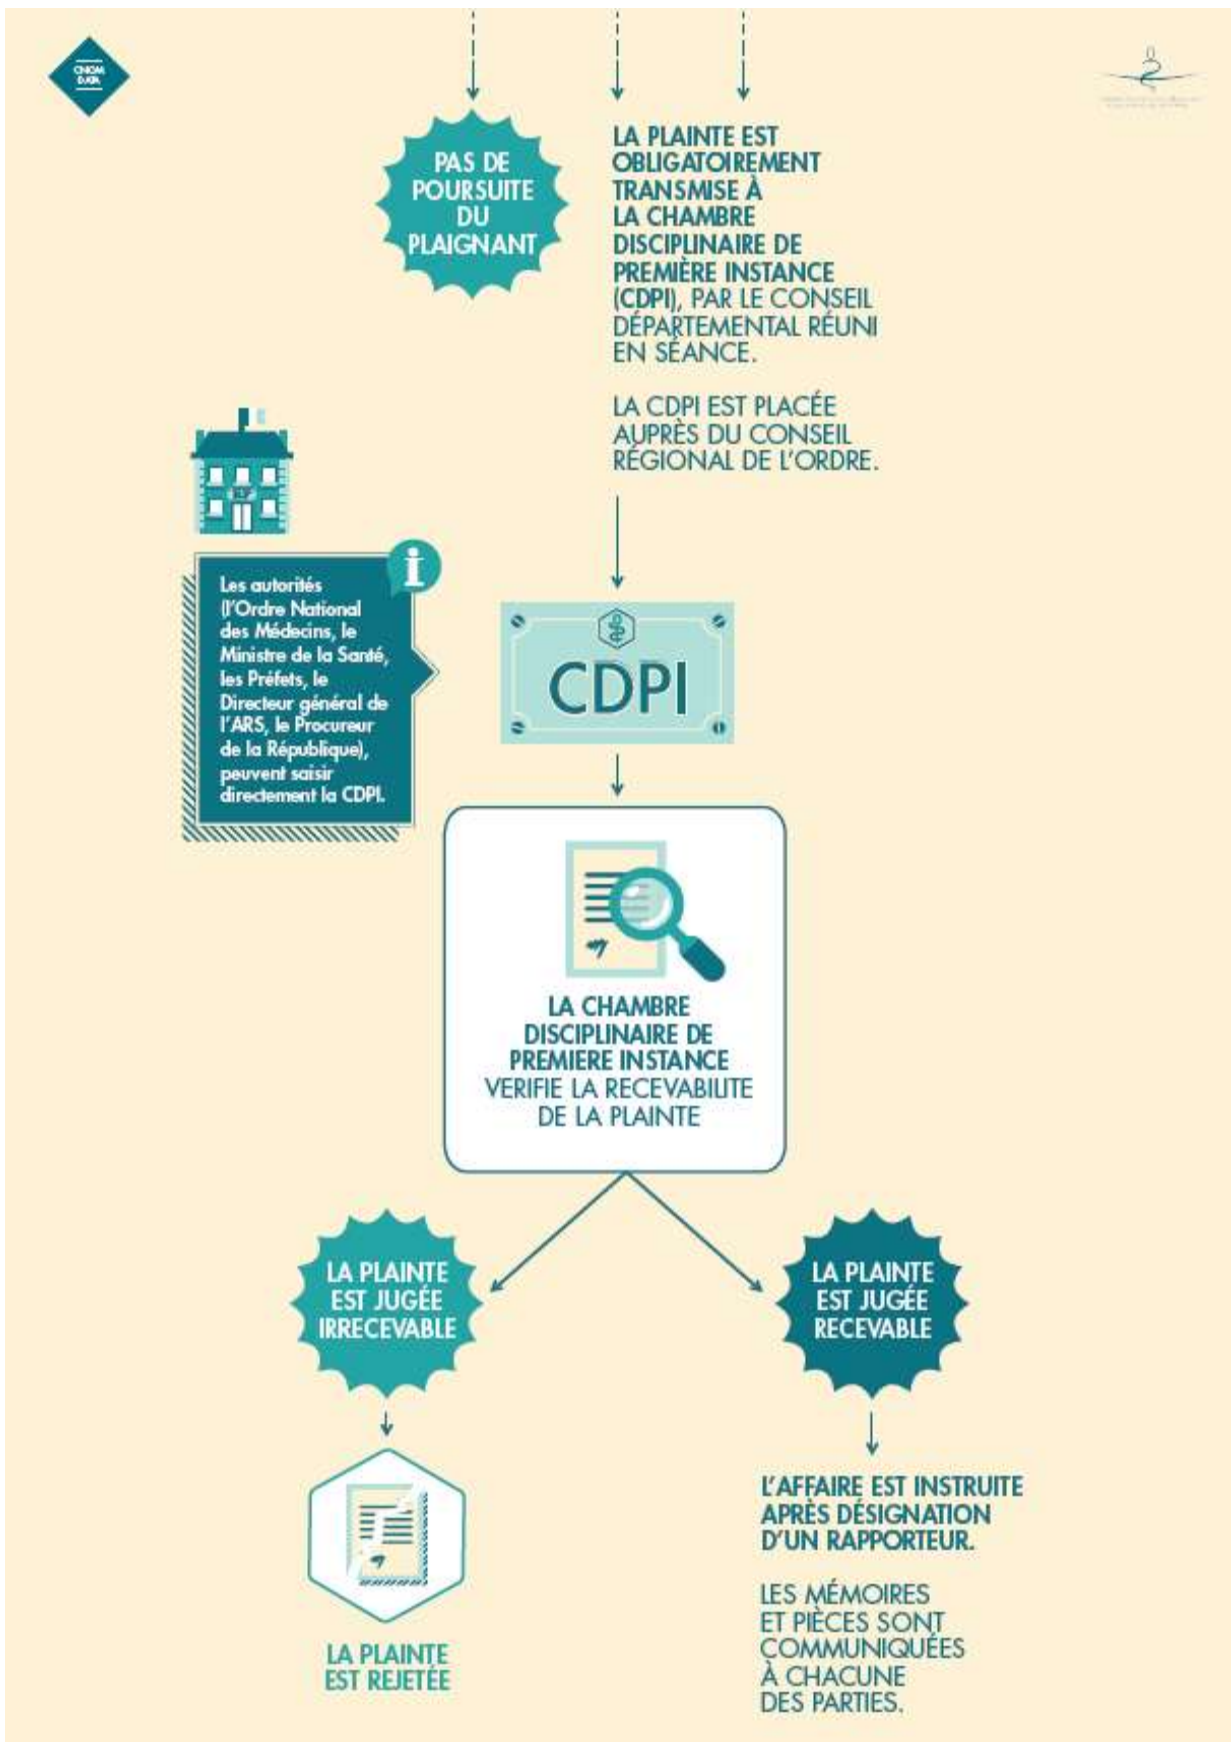 CNOM
DATA
PAS DE
POURSUITE
DU
PLAIGNANT
LA PLAINTE EST
OBLIGATOIREMENT
TRANSMISE À
LA CHAMBRE
DISCIPLINAIRE DE
PREMIÈRE INSTANCE
(CDPI), PAR LE CONSEIL
DÉPARTEMENTAL RÉUNI
EN SÉANCE.
LA CDPI EST PLACÉE
AUPRÈS DU CONSEIL
RÉGIONAL DE L'ORDRE.
RF
i
Les autorités
(l'Ordre National
des Médecins, le
Ministre de la Santé,
les Préfets, le
Directeur général de
l'ARS, le Procureur
de la République),
peuvent saisir
directement la CDPI.
CDPI
LA CHAMBRE
DISCIPLINAIRE DE
PREMIERE INSTANCE
VERIFIE LA RECEVABILITE
DE LA PLAINTE
LA PLAINTE
EST JUGÉE
IRRECEVABLE
LA PLAINTE
EST JUGÉE
RECEVABLE
LA PLAINTE
EST REJETÉE
L'AFFAIRE EST INSTRUITE
APRÈS DÉSIGNATION
D'UN RAPPORTEUR.
LES MÉMOIRES
ET PIÈCES SONT
COMMUNIQUÉES
À CHACUNE
DES PARTIES.